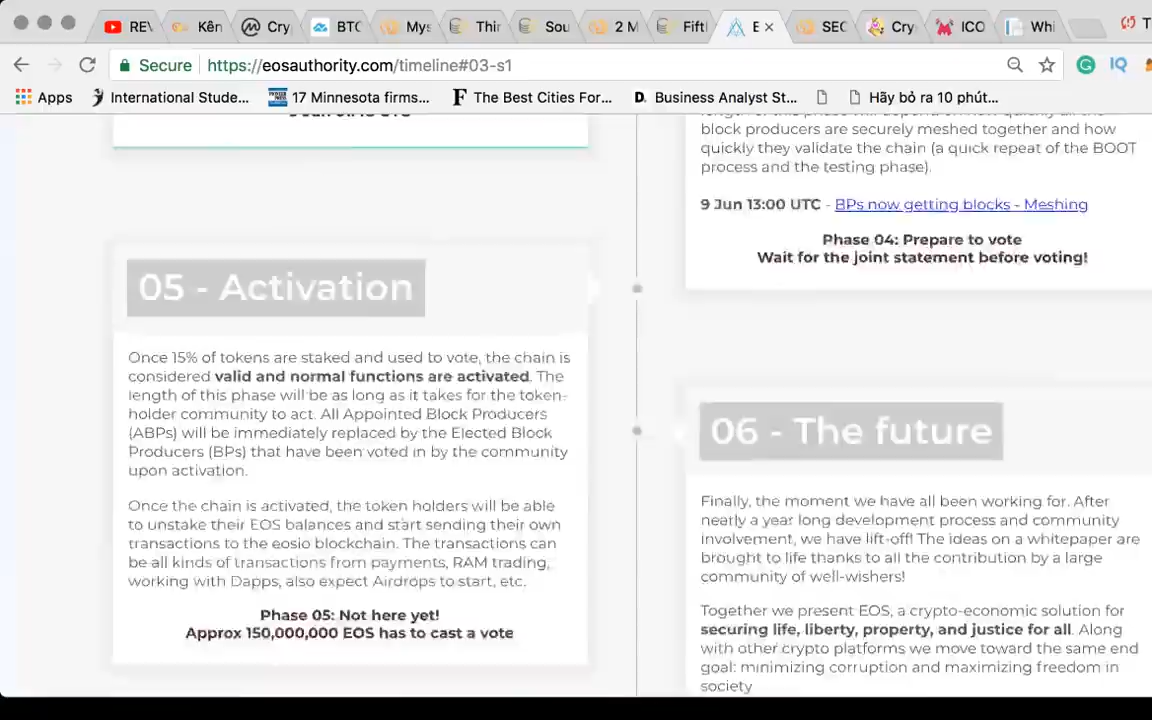 REV
Kên
Cry
BTC
Mys
Thir
Sou
2 M
Fift
E
SEC
Cry
ICO
Whi
Secure
https://eosauthority.com/timeline#03-s1
Apps
International Stude...
17 Minnesota firms...
The Best Cities For...
Business Analyst St...
Hãy bỏ ra 10 phút...
block producers are securely meshed together and how
quickly they validate the chain (a quick repeat of the BOOT
process and the testing phase).
9 Jun 13:00 UTC - BPs now getting blocks - Meshing
Phase 04: Prepare to vote
Wait for the joint statement before voting!
05 - Activation
Once 15% of tokens are staked and used to vote, the chain is
considered valid and normal functions are activated. The
length of this phase will be as long as it takes for the token-
holder community to act. All Appointed Block Producers
(ABPs) will be immediately replaced by the Elected Block
Producers (BPs) that have been voted in by the community
upon activation.
Once the chain is activated, the token holders will be able
to unstake their EOS balances and start sending their own
transactions to the eosio blockchain. The transactions can
be all kinds of transactions from payments, RAM trading,
working with Dapps, also expect Airdrops to start, etc.
Phase 05: Not here yet!
Approx 150,000,000 EOS has to cast a vote
06 - The future
Finally, the moment we have all been working for. After
nearly a year long development process and community
involvement, we have lift-off! The ideas on a whitepaper are
brought to life thanks to all the contribution by a large
community of well-wishers!
Together we present EOS, a crypto-economic solution for
securing life, liberty, property, and justice for all. Along
with other crypto platforms we move toward the same end
goal: minimizing corruption and maximizing freedom in
society